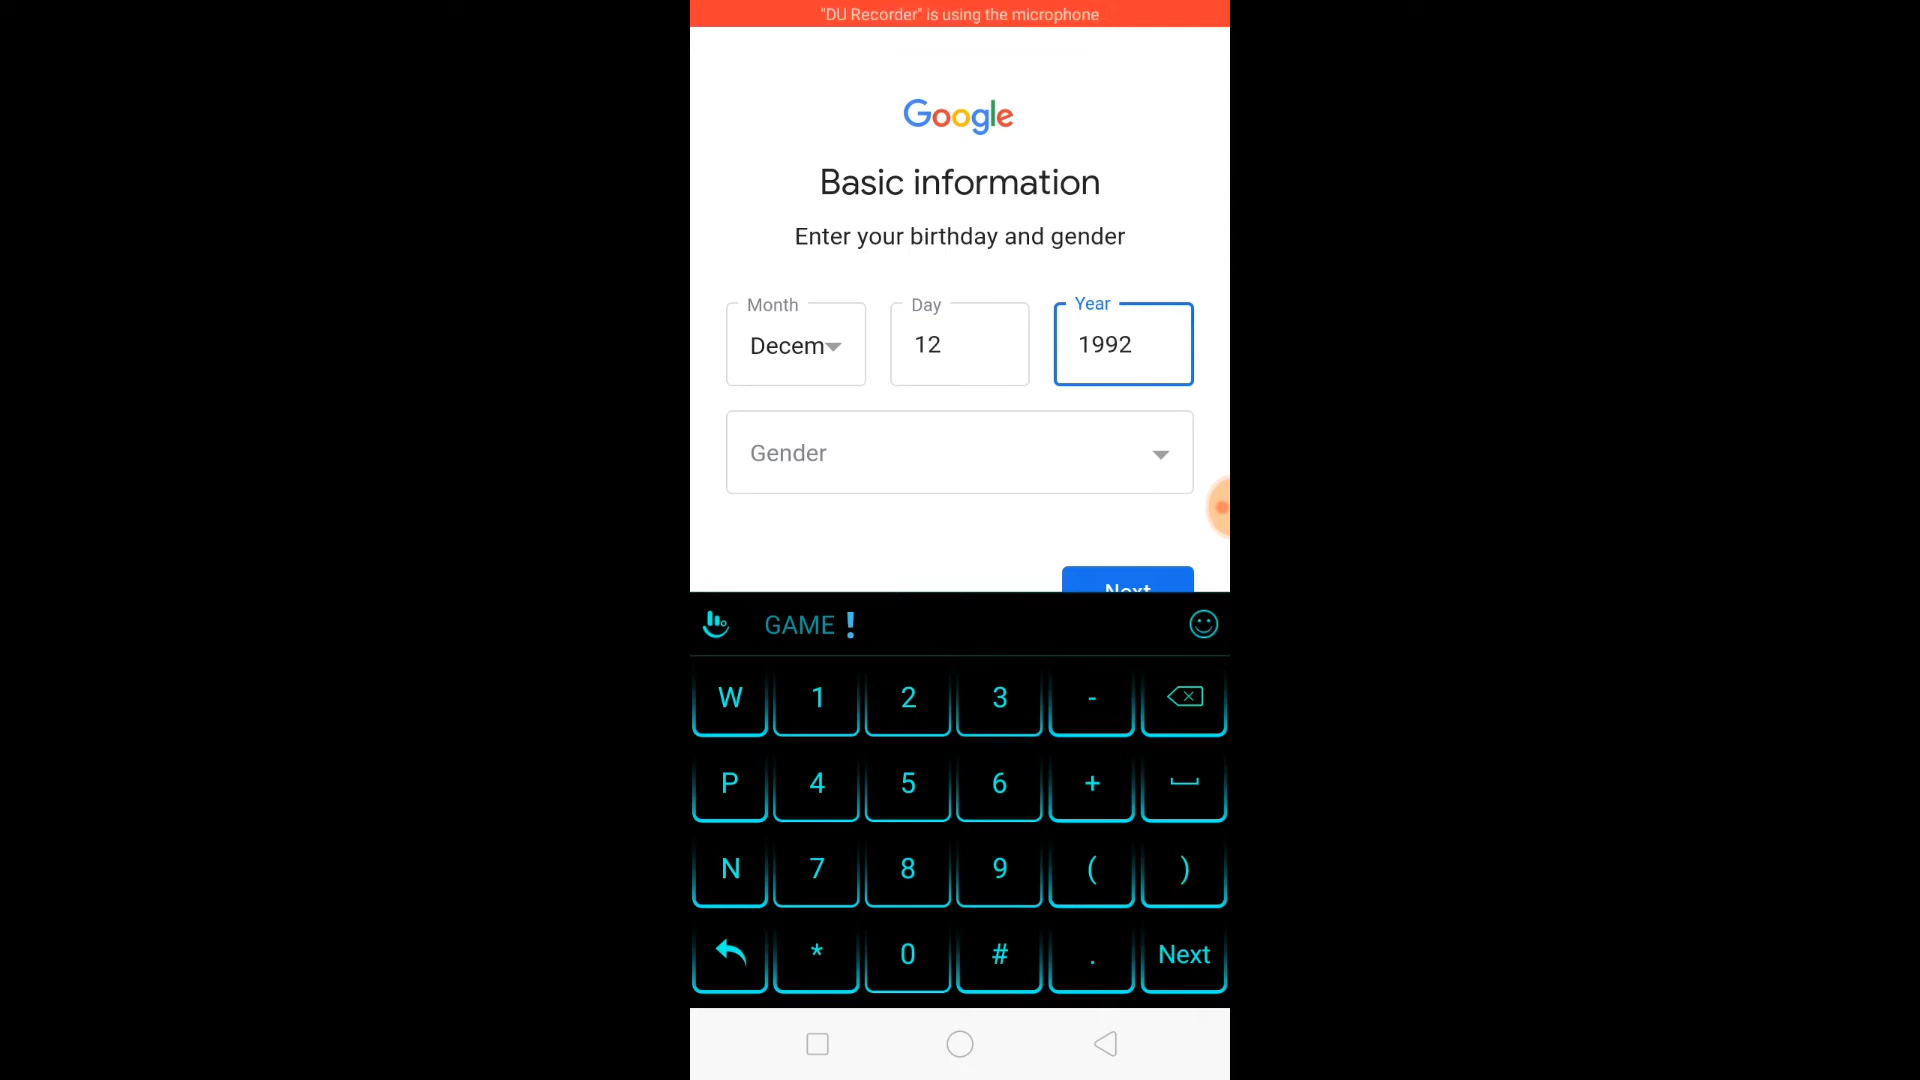 "DU Recorder" is using the microphone
Google
Basic information
Enter your birthday and gender
Month Day Year
Decem 12 1992
Gender
Next
GAME❗
W 1 2 3 -
P 4 5 6 +
N 7 8 9 ( )
* 0 # . Next